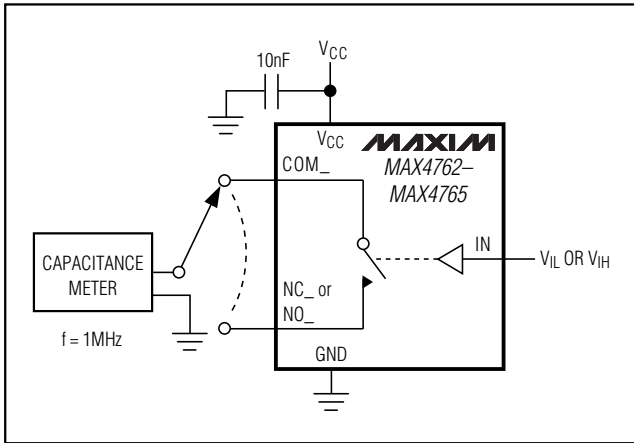 10nF
VCC
VCC
MAXIM
MAX4762–
MAX4765
COM_
IN
VIL OR VIH
CAPACITANCE
METER
NC_ or
NO_
f = 1MHz
GND